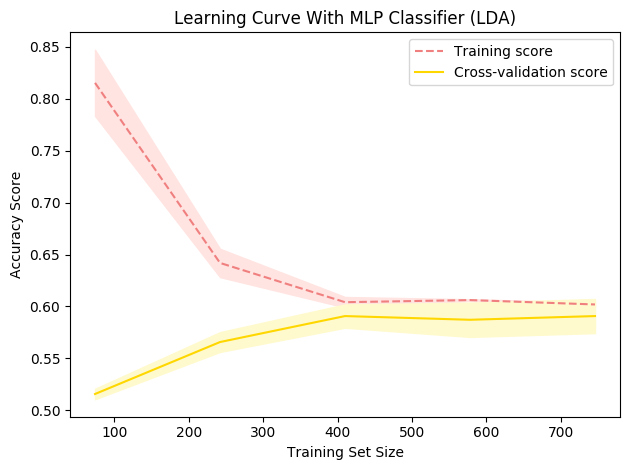 Learning Curve With MLP Classifier (LDA)
Training score
Cross-validation score
Accuracy Score
0.85
0.80
0.75
0.70
0.65
0.60
0.55
0.50
100 200 300 400 500 600 700
Training Set Size